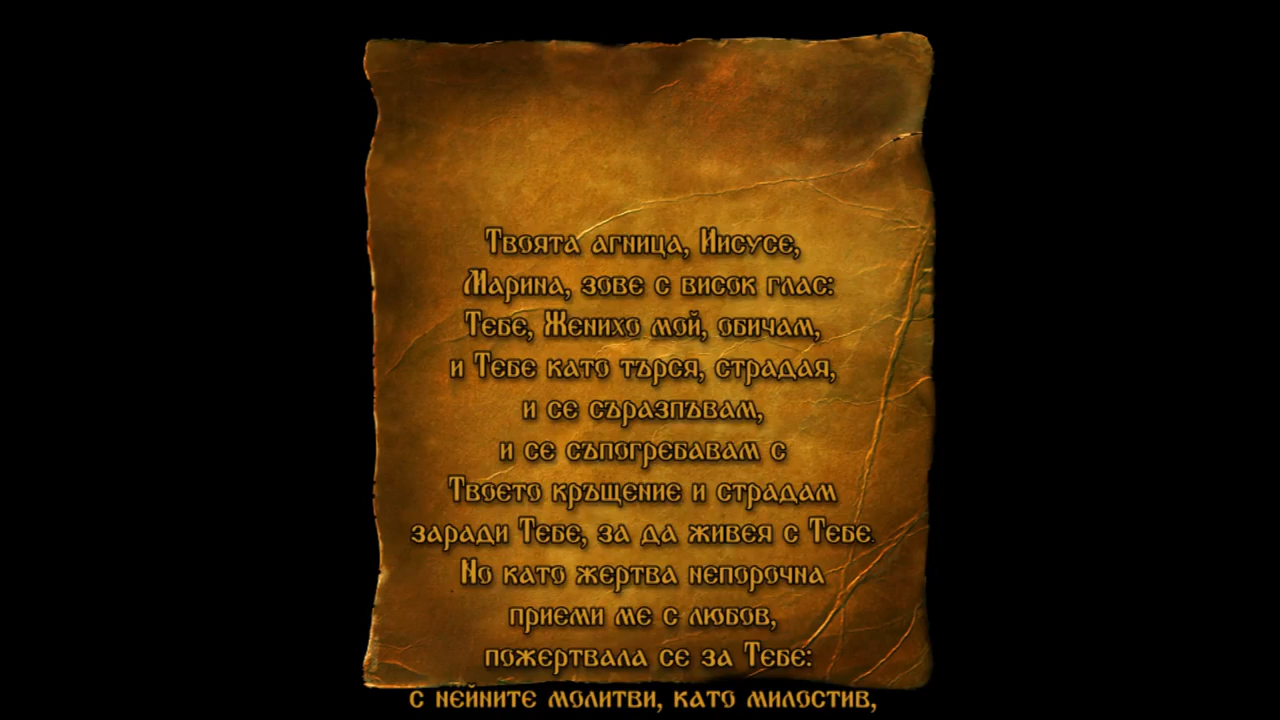 Твоята агница, Иисусе,
Марина, зове с висок глас:
Тебе, Женихо мой, обичам,
и Тебе като търся, страдая,
и се съразпъвам,
и се съпогребавам с
Твоето кръщение и страдам
заради Тебе, за да живея с Тебе.
Но като жертва непорочна
приеми ме с любов,
пожертвала се за Тебе:
с нейните молитви, като милостив,